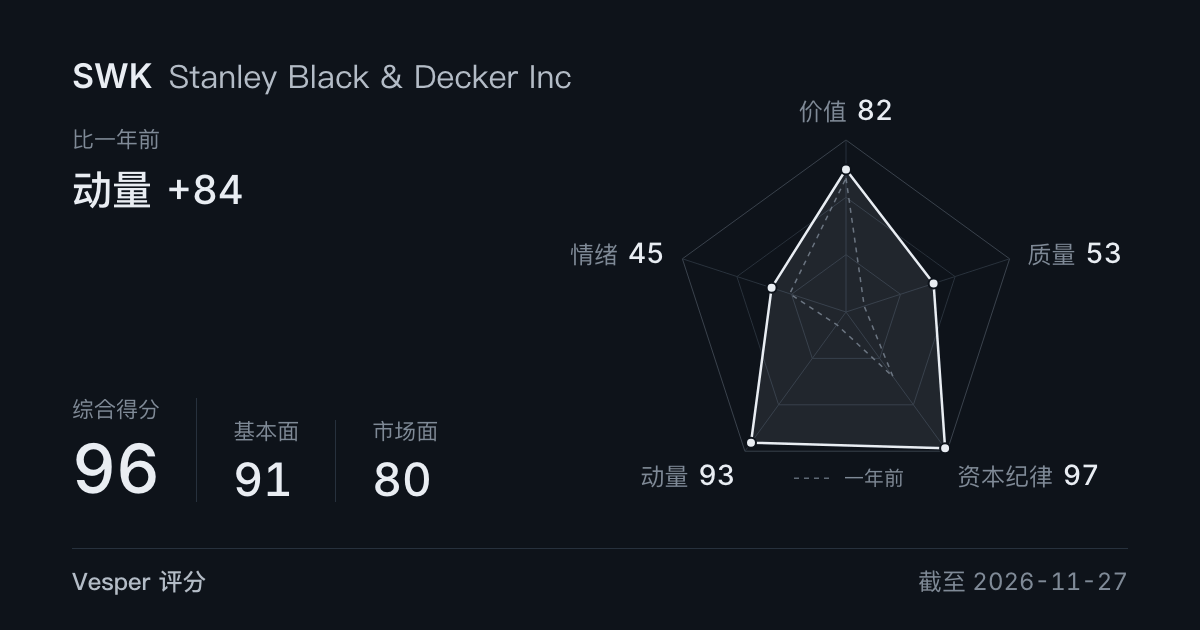 SWK Stanley Black & Decker Inc
比一年前
动量 +84
价值 82
情绪 45
质量 53
动量 93
---- 一年前
资本纪律 97
综合得分
96
基本面
91
市场面
80
Vesper 评分
截至 2026-11-27